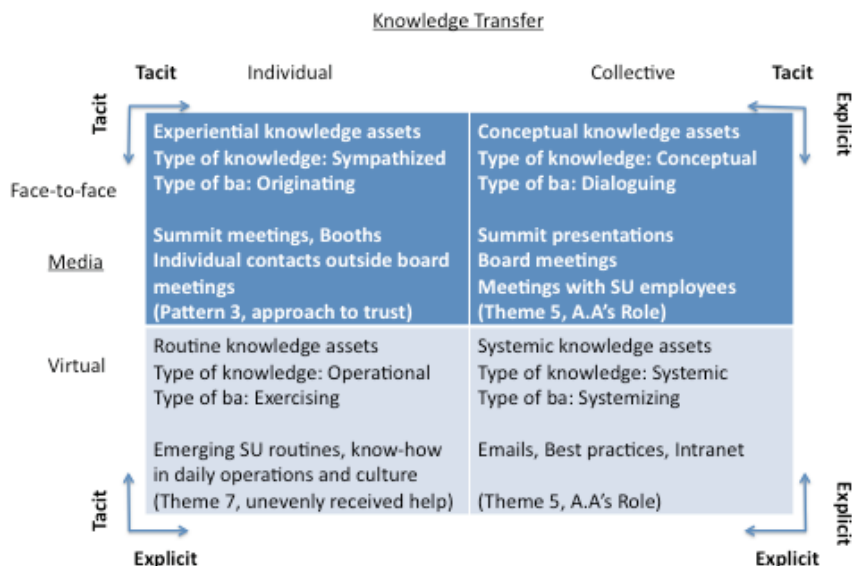 Knowledge Transfer
Tacit Individual Collective Tacit
Tacit
Explicit
Experiential knowledge assets
Type of knowledge: Sympathized
Type of ba: Originating
Summit meetings, Booths
Individual contacts outside board
meetings
(Pattern 3, approach to trust)
Conceptual knowledge assets
Type of knowledge: Conceptual
Type of ba: Dialoguing
Summit presentations
Board meetings
Meetings with SU employees
(Theme 5, A.A's Role)
Face-to-face
Media
Virtual
Routine knowledge assets
Type of knowledge: Operational
Type of ba: Exercising
Emerging SU routines, know-how
in daily operations and culture
(Theme 7, unevenly received help)
Systemic knowledge assets
Type of knowledge: Systemic
Type of ba: Systemizing
Emails, Best practices, Intranet
(Theme 5, A.A's Role)
Tacit
Explicit
Explicit
Explicit